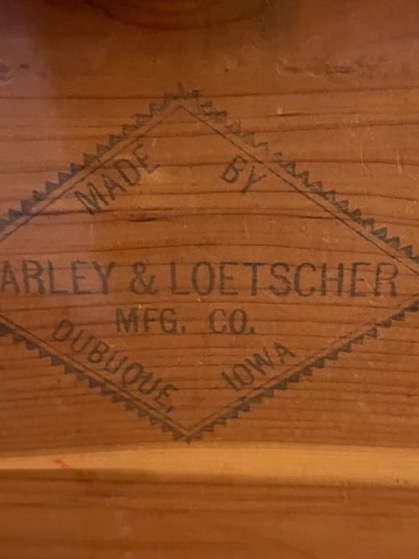 MADE BY
ARLEY & LOETSCHER
MFG. CO.
DUBUQUE, IOWA